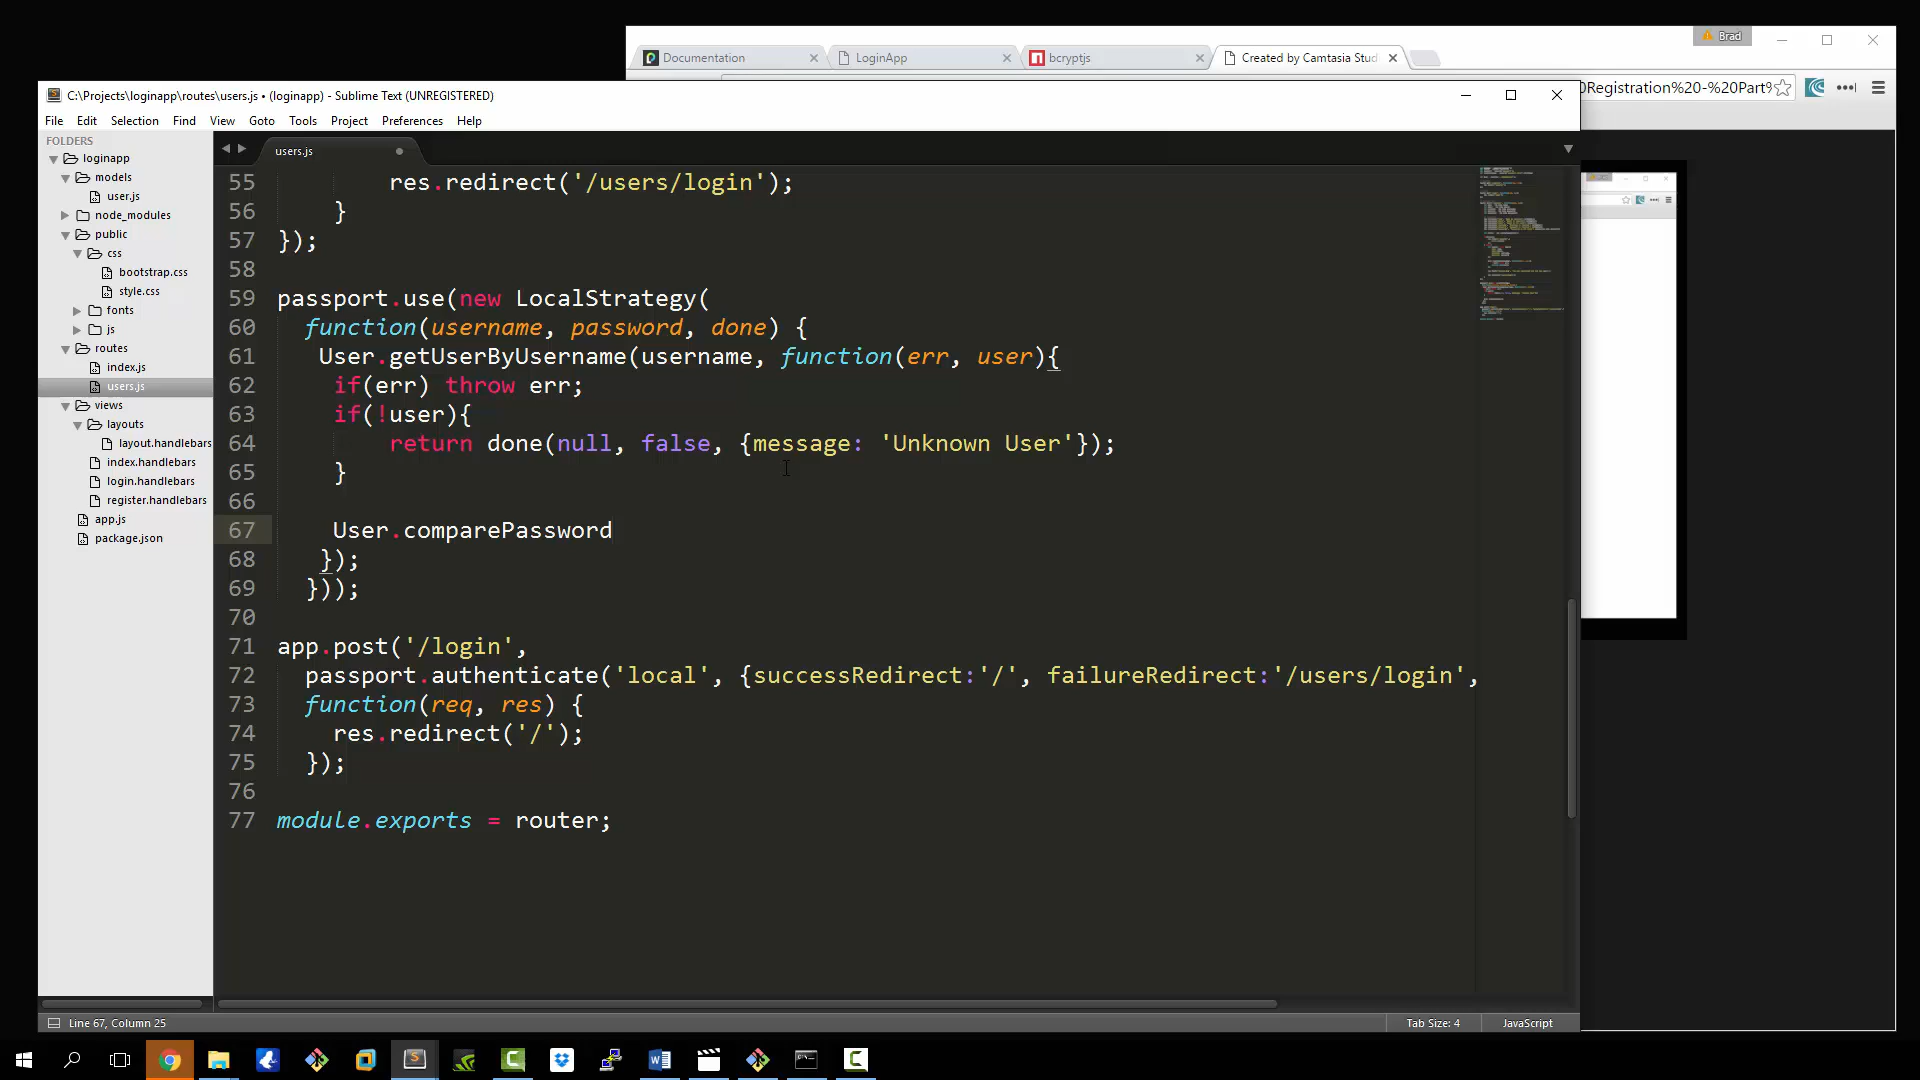 Brad
Documentation
LoginApp
bcryptjs
Created by Camtasia Stud
C:\Projects\loginapp\routes\users.js • (loginapp) - Sublime Text (UNREGISTERED)
Registration%20-%20Part%
File Edit Selection Find View Goto Tools Project Preferences Help
FOLDERS
loginapp
models
user.js
node_modules
public
css
bootstrap.css
style.css
fonts
js
routes
index.js
users.js
views
layouts
layout.handlebars
index.handlebars
login.handlebars
register.handlebars
app.js
package.json
users.js
55 res.redirect('/users/login');
56 }
57 });
58
59 passport.use(new LocalStrategy(
60 function(username, password, done) {
61 User.getUserByUsername(username, function(err, user){
62 if(err) throw err;
63 if(!user){
64 return done(null, false, {message: 'Unknown User'});
65 }
66
67 User.comparePassword
68 });
69 }));
70
71 app.post('/login',
72 passport.authenticate('local', {successRedirect:'/', failureRedirect:'/users/login',
73 function(req, res) {
74 res.redirect('/');
75 });
76
77 module.exports = router;
Line 67, Column 25
Tab Size: 4
JavaScript